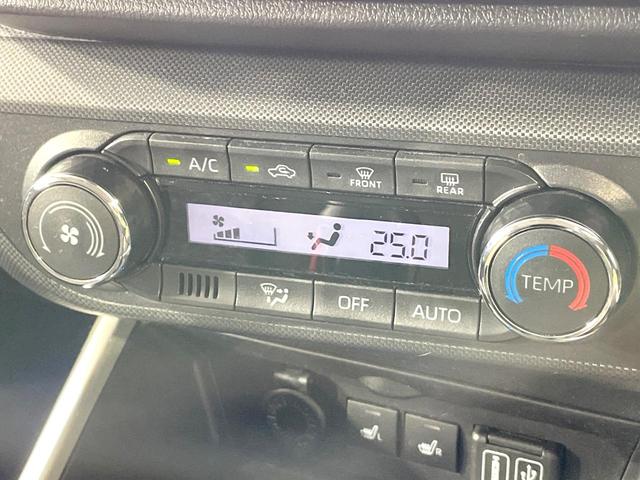 A/C
FRONT
REAR
25.0
TEMP
OFF
AUTO
L
R